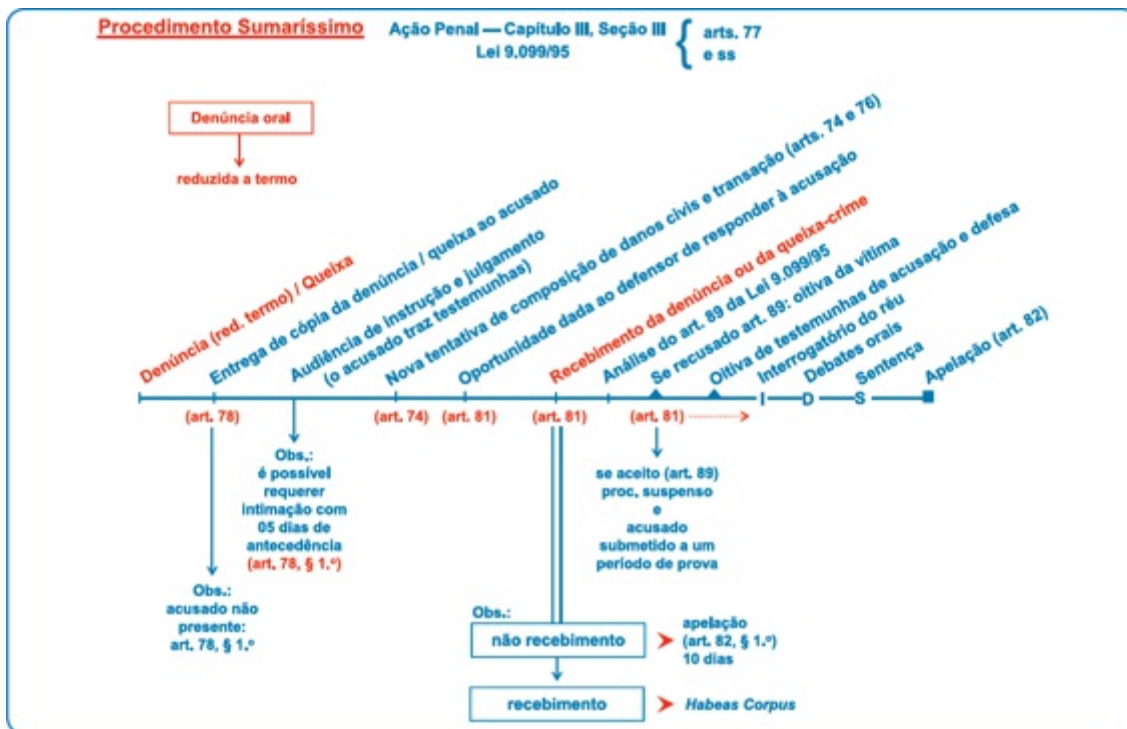 Procedimento Sumaríssimo
Ação Penal — Capítulo III, Seção III
Lei 9.099/95
arts. 77
e ss
Denúncia oral
reduzida a termo
Denúncia (red. termo) / Queixa
Entrega de cópia da denúncia / queixa ao acusado
Audiência de instrução e julgamento
(o acusado traz testemunhas)
Nova tentativa de composição de danos civis e transação (arts. 74 e 76)
Oportunidade dada ao defensor de responder à acusação
Recebimento da denúncia ou da queixa-crime
Análise do art. 89 da Lei 9.099/95
Se recusado art. 89: oitiva da vítima
Oitiva de testemunhas de acusação e defesa
Interrogatório do réu
Debates orais
Sentença
Apelação (art. 82)
I D S
(art. 78) (art. 74) (art. 81) (art. 81) (art. 81)
Obs.:
é possível
requerer
intimação com
05 dias de
antecedência
(art. 78, § 1.º)
se aceito (art. 89)
proc. suspenso
e
acusado
submetido a um
período de prova
Obs.:
acusado não
presente:
art. 78, § 1.º
Obs.:
não recebimento
apelação
(art. 82, § 1.º)
10 dias
recebimento
Habeas Corpus